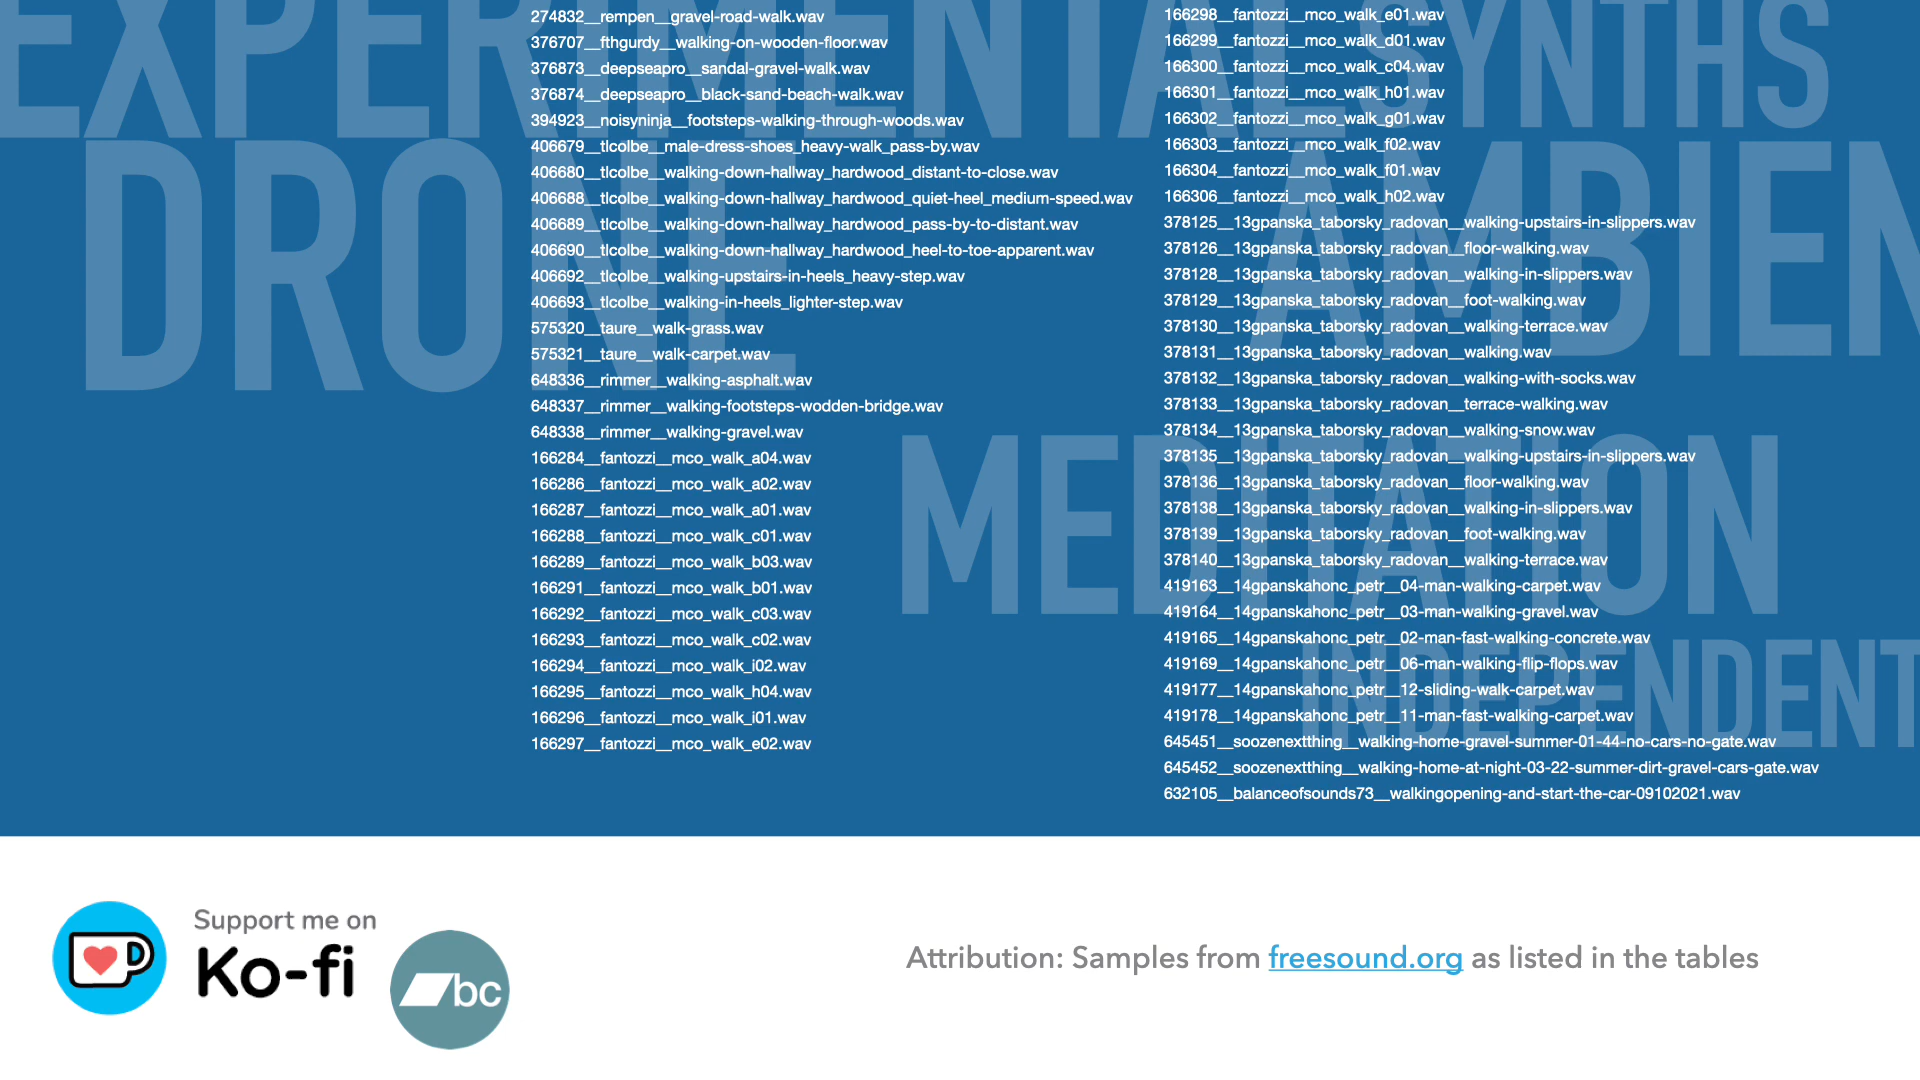 EXPERIMENTAL SYNTHS
DRONE
AMBIEN
MEDITATION
INDEPENDENT
274832__rempen__gravel-road-walk.wav
376707__fthgurdy__walking-on-wooden-floor.wav
376873__deepseapro__sandal-gravel-walk.wav
376874__deepseapro__black-sand-beach-walk.wav
394923__noisyninja__footsteps-walking-through-woods.wav
406679__tlcolbe__male-dress-shoes_heavy-walk_pass-by.wav
406680__tlcolbe__walking-down-hallway_hardwood_distant-to-close.wav
406688__tlcolbe__walking-down-hallway_hardwood_quiet-heel_medium-speed.wav
406689__tlcolbe__walking-down-hallway_hardwood_pass-by-to-distant.wav
406690__tlcolbe__walking-down-hallway_hardwood_heel-to-toe-apparent.wav
406692__tlcolbe__walking-upstairs-in-heels_heavy-step.wav
406693__tlcolbe__walking-in-heels_lighter-step.wav
575320__taure__walk-grass.wav
575321__taure__walk-carpet.wav
648336__rimmer__walking-asphalt.wav
648337__rimmer__walking-footsteps-wodden-bridge.wav
648338__rimmer__walking-gravel.wav
166284__fantozzi__mco_walk_a04.wav
166286__fantozzi__mco_walk_a02.wav
166287__fantozzi__mco_walk_a01.wav
166288__fantozzi__mco_walk_c01.wav
166289__fantozzi__mco_walk_b03.wav
166291__fantozzi__mco_walk_b01.wav
166292__fantozzi__mco_walk_c03.wav
166293__fantozzi__mco_walk_c02.wav
166294__fantozzi__mco_walk_i02.wav
166295__fantozzi__mco_walk_h04.wav
166296__fantozzi__mco_walk_i01.wav
166297__fantozzi__mco_walk_e02.wav
166298__fantozzi__mco_walk_e01.wav
166299__fantozzi__mco_walk_d01.wav
166300__fantozzi__mco_walk_c04.wav
166301__fantozzi__mco_walk_h01.wav
166302__fantozzi__mco_walk_g01.wav
166303__fantozzi__mco_walk_f02.wav
166304__fantozzi__mco_walk_f01.wav
166306__fantozzi__mco_walk_h02.wav
378125__13gpanska_taborsky_radovan__walking-upstairs-in-slippers.wav
378126__13gpanska_taborsky_radovan__floor-walking.wav
378128__13gpanska_taborsky_radovan__walking-in-slippers.wav
378129__13gpanska_taborsky_radovan__foot-walking.wav
378130__13gpanska_taborsky_radovan__walking-terrace.wav
378131__13gpanska_taborsky_radovan__walking.wav
378132__13gpanska_taborsky_radovan__walking-with-socks.wav
378133__13gpanska_taborsky_radovan__terrace-walking.wav
378134__13gpanska_taborsky_radovan__walking-snow.wav
378135__13gpanska_taborsky_radovan__walking-upstairs-in-slippers.wav
378136__13gpanska_taborsky_radovan__floor-walking.wav
378138__13gpanska_taborsky_radovan__walking-in-slippers.wav
378139__13gpanska_taborsky_radovan__foot-walking.wav
378140__13gpanska_taborsky_radovan__walking-terrace.wav
419163__14gpanskahonc_petr__04-man-walking-carpet.wav
419164__14gpanskahonc_petr__03-man-walking-gravel.wav
419165__14gpanskahonc_petr__02-man-fast-walking-concrete.wav
419169__14gpanskahonc_petr__06-man-walking-flip-flops.wav
419177__14gpanskahonc_petr__12-sliding-walk-carpet.wav
419178__14gpanskahonc_petr__11-man-fast-walking-carpet.wav
645451__soozenextthing__walking-home-gravel-summer-01-44-no-cars-no-gate.wav
645452__soozenextthing__walking-home-at-night-03-22-summer-dirt-gravel-cars-gate.wav
632105__balanceofsounds73__walkingopening-and-start-the-car-09102021.wav
Support me on
Ko-fi
bc
Attribution: Samples from freesound.org as listed in the tables